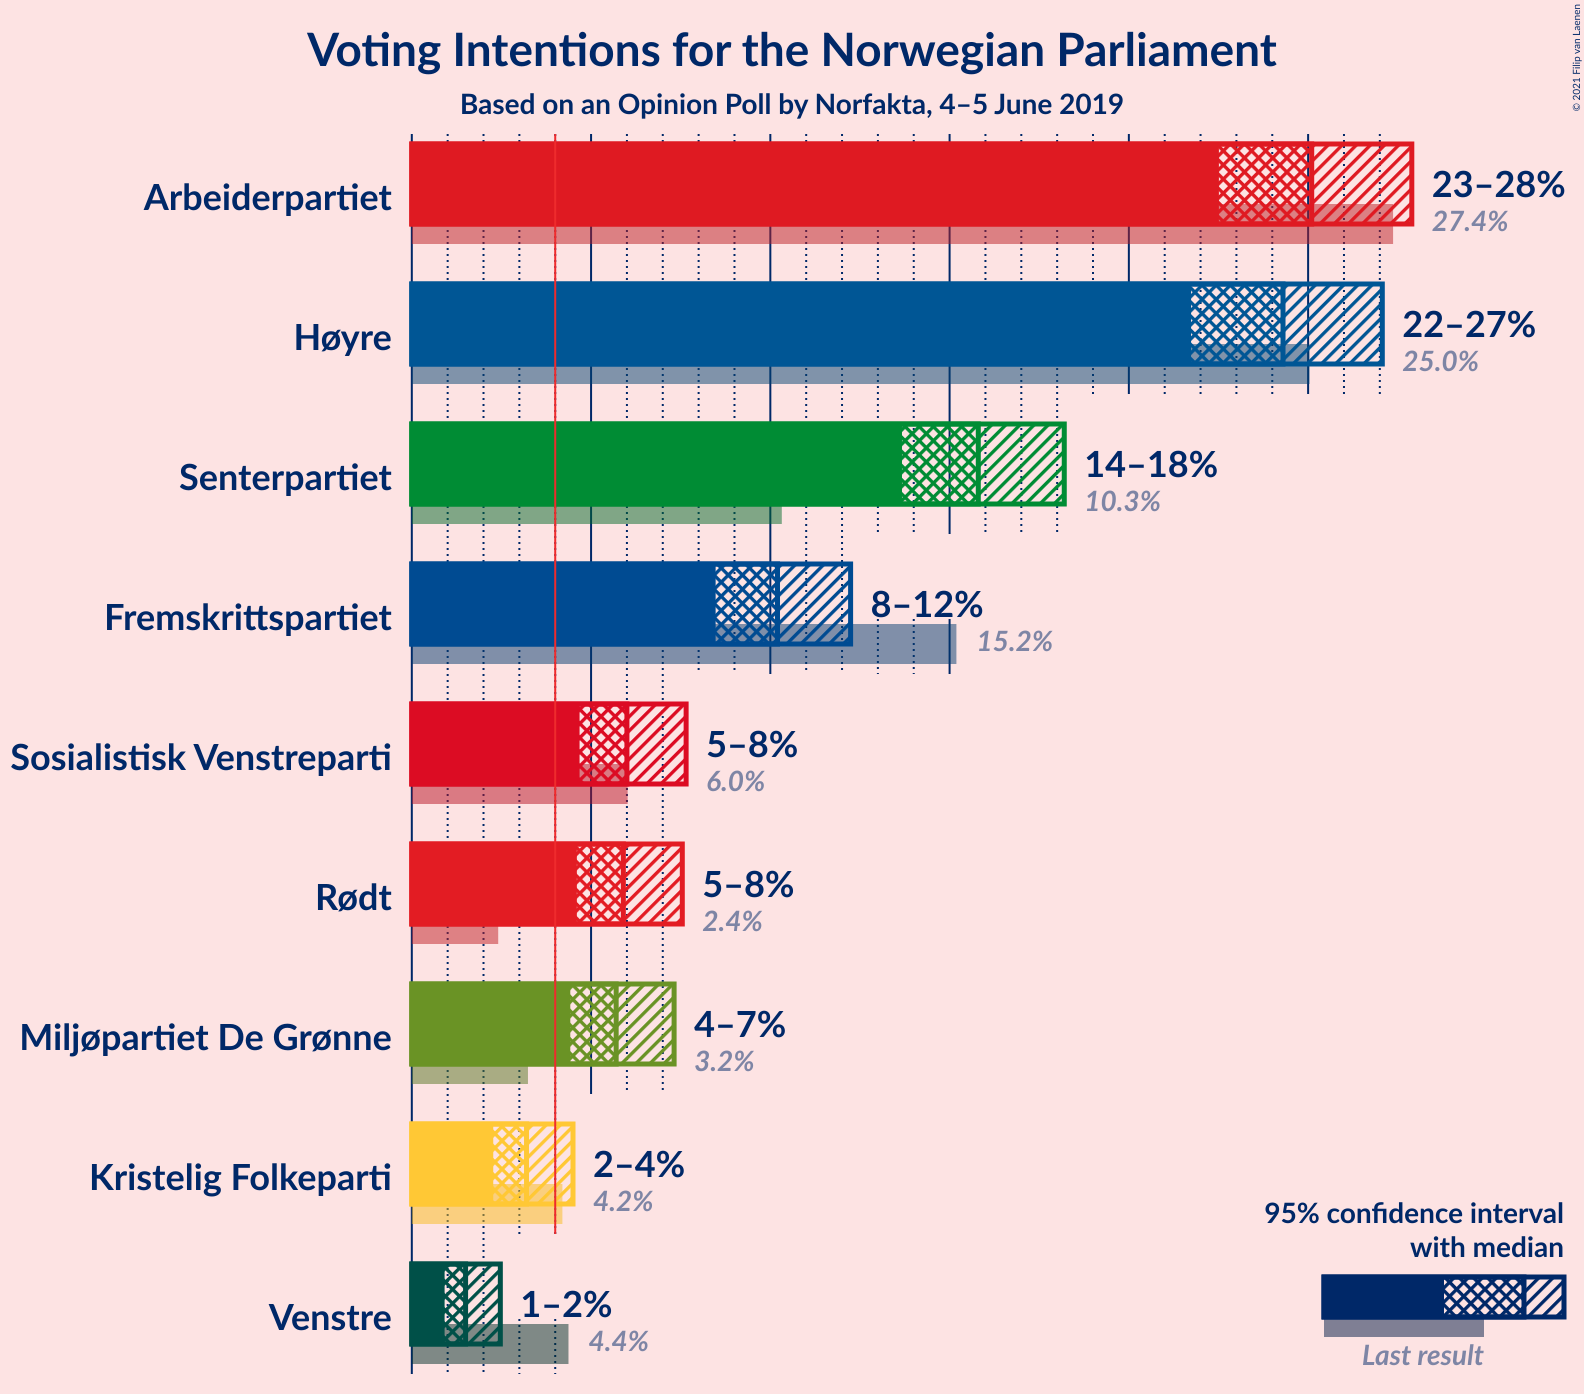 Voting Intentions for the Norwegian Parliament
Based on an Opinion Poll by Norfakta, 4–5 June 2019
© 2021 Filip van Laenen
Arbeiderpartiet
23–28%
27.4%
Høyre
22–27%
25.0%
Senterpartiet
14–18%
10.3%
Fremskrittspartiet
8–12%
15.2%
Sosialistisk Venstreparti
5–8%
6.0%
Rødt
5–8%
2.4%
Miljøpartiet De Grønne
4–7%
3.2%
Kristelig Folkeparti
2–4%
4.2%
Venstre
1–2%
4.4%
95% confidence interval
with median
Last result